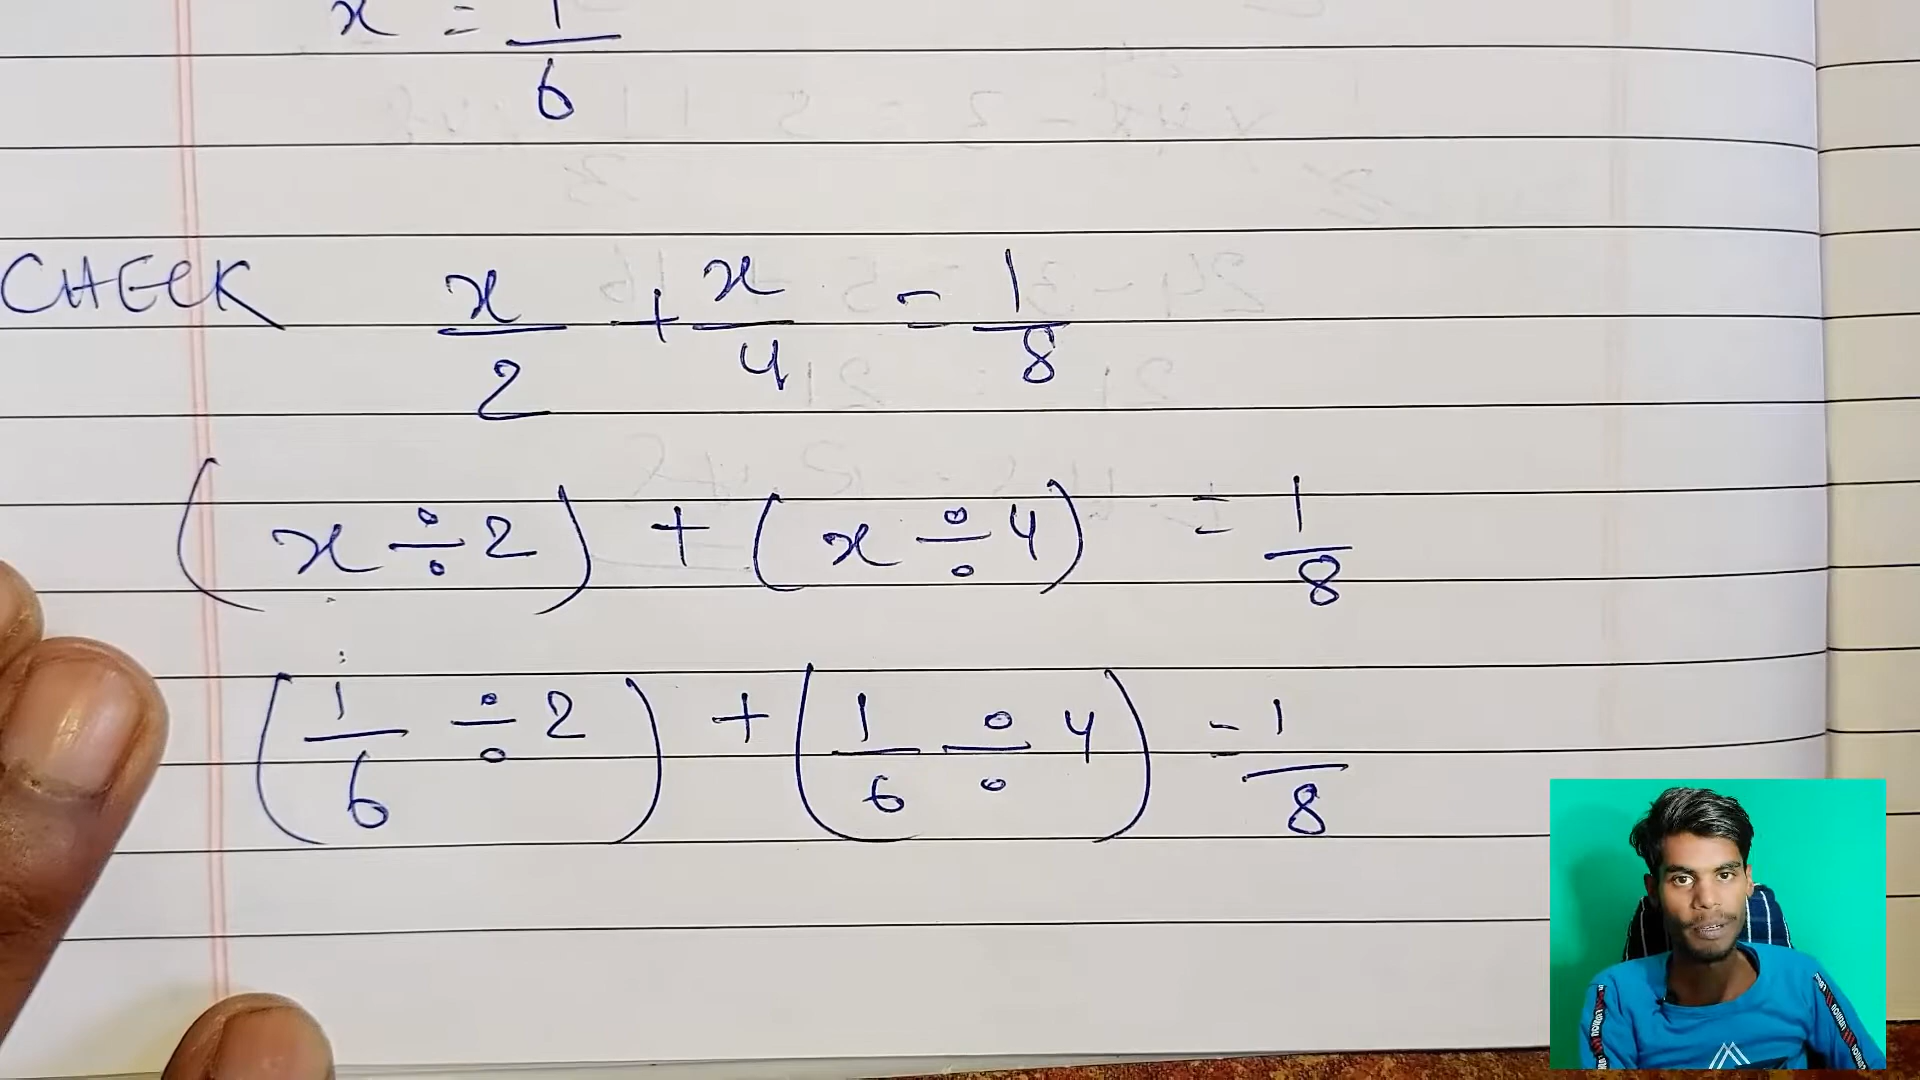 x = 1/6
CHECK x/2 + x/4 = 1/8
(x ÷ 2) + (x ÷ 4) = 1/8
(1/6 ÷ 2) + (1/6 ÷ 4) = 1/8